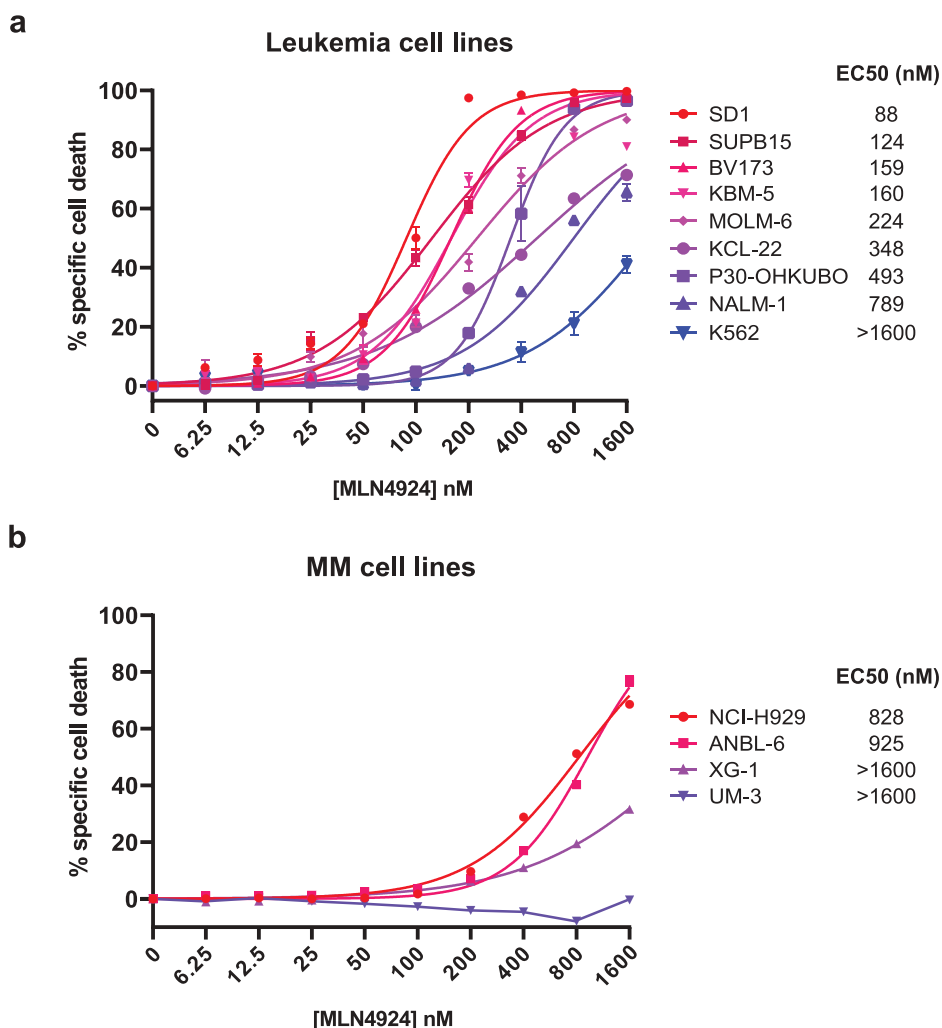 a
Leukemia cell lines
EC50 (nM)
% specific cell death
100
80
60
40
20
0
0 6.25 12.5 25 50 100 200 400 800 1600
[MLN4924] nM
SD1 88
SUPB15 124
BV173 159
KBM-5 160
MOLM-6 224
KCL-22 348
P30-OHKUBO 493
NALM-1 789
K562 >1600
b
MM cell lines
EC50 (nM)
% specific cell death
100
80
60
40
20
0
0 6.25 12.5 25 50 100 200 400 800 1600
[MLN4924] nM
NCI-H929 828
ANBL-6 925
XG-1 >1600
UM-3 >1600